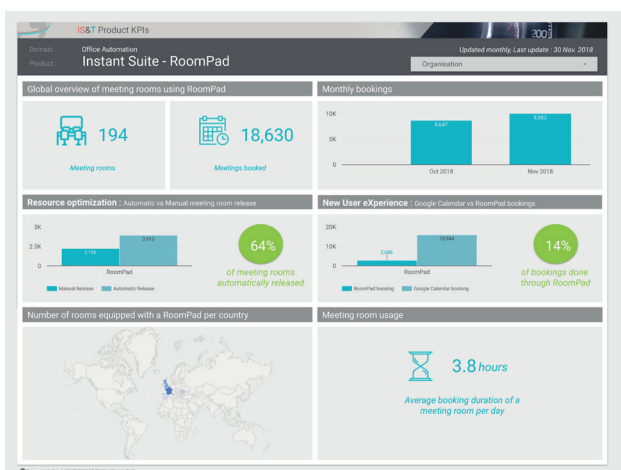 IS&T Product KPIs
Domain : Office Automation
Product : Instant Suite - RoomPad
Updated monthly, Last update : 30 Nov. 2018
Organisation
Global overview of meeting rooms using RoomPad
194
Meeting rooms
18,630
Meetings booked
Monthly bookings
10K
5K
0
8,647
9,983
Oct 2018
Nov 2018
Resource optimization : Automatic vs Manual meeting room release
5K
2.5K
0
3,913
RoomPad
Manual Release
Automatic Release
64%
of meeting rooms
automatically released
New User eXperience : Google Calendar vs RoomPad bookings
20K
10K
0
2,686
15,944
RoomPad
RoomPad booking
Google Calendar booking
14%
of bookings done
through RoomPad
Number of rooms equipped with a RoomPad per country
Meeting room usage
3.8 hours
Average booking duration of a
meeting room per day